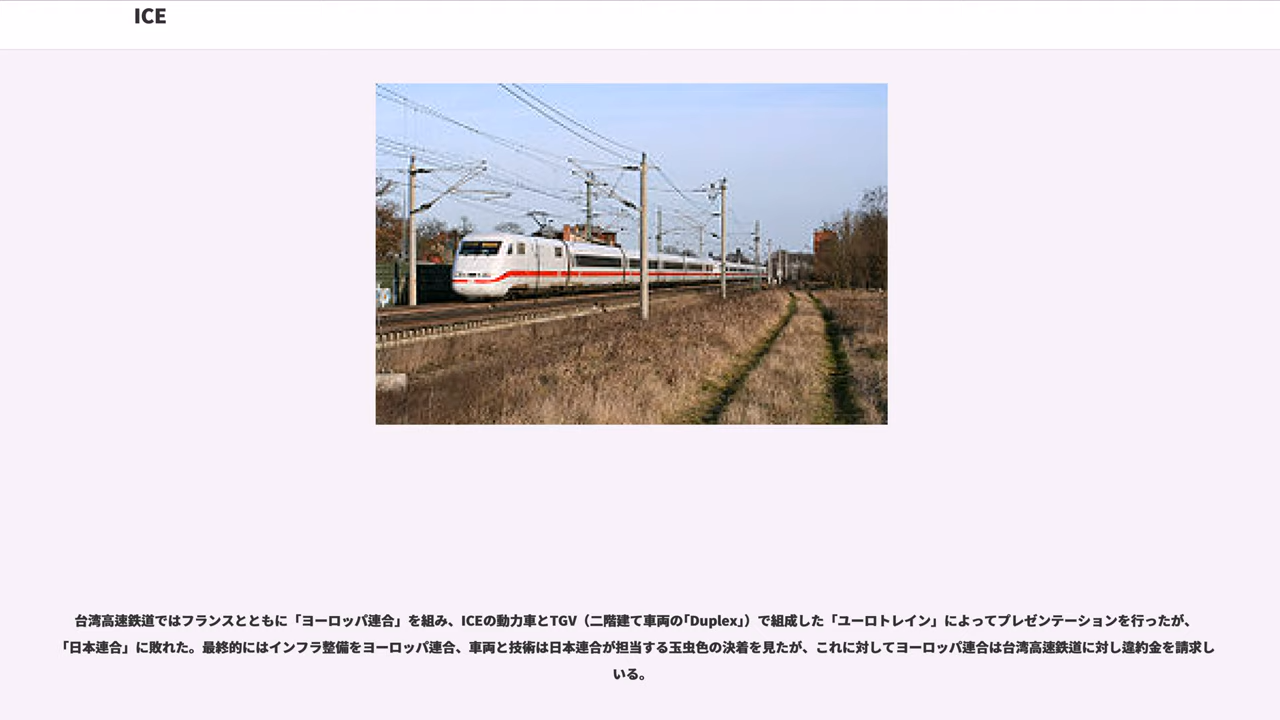 ICE
台湾高速鉄道ではフランスとともに「ヨーロッパ連合」を組み、ICEの動力車とTGV（二階建て車両の｢Duplex｣）で組成した「ユーロトレイン」によってプレゼンテーションを行ったが、
「日本連合」に敗れた。最終的にはインフラ整備をヨーロッパ連合、車両と技術は日本連合が担当する玉虫色の決着を見たが、これに対してヨーロッパ連合は台湾高速鉄道に対し違約金を請求し
いる。